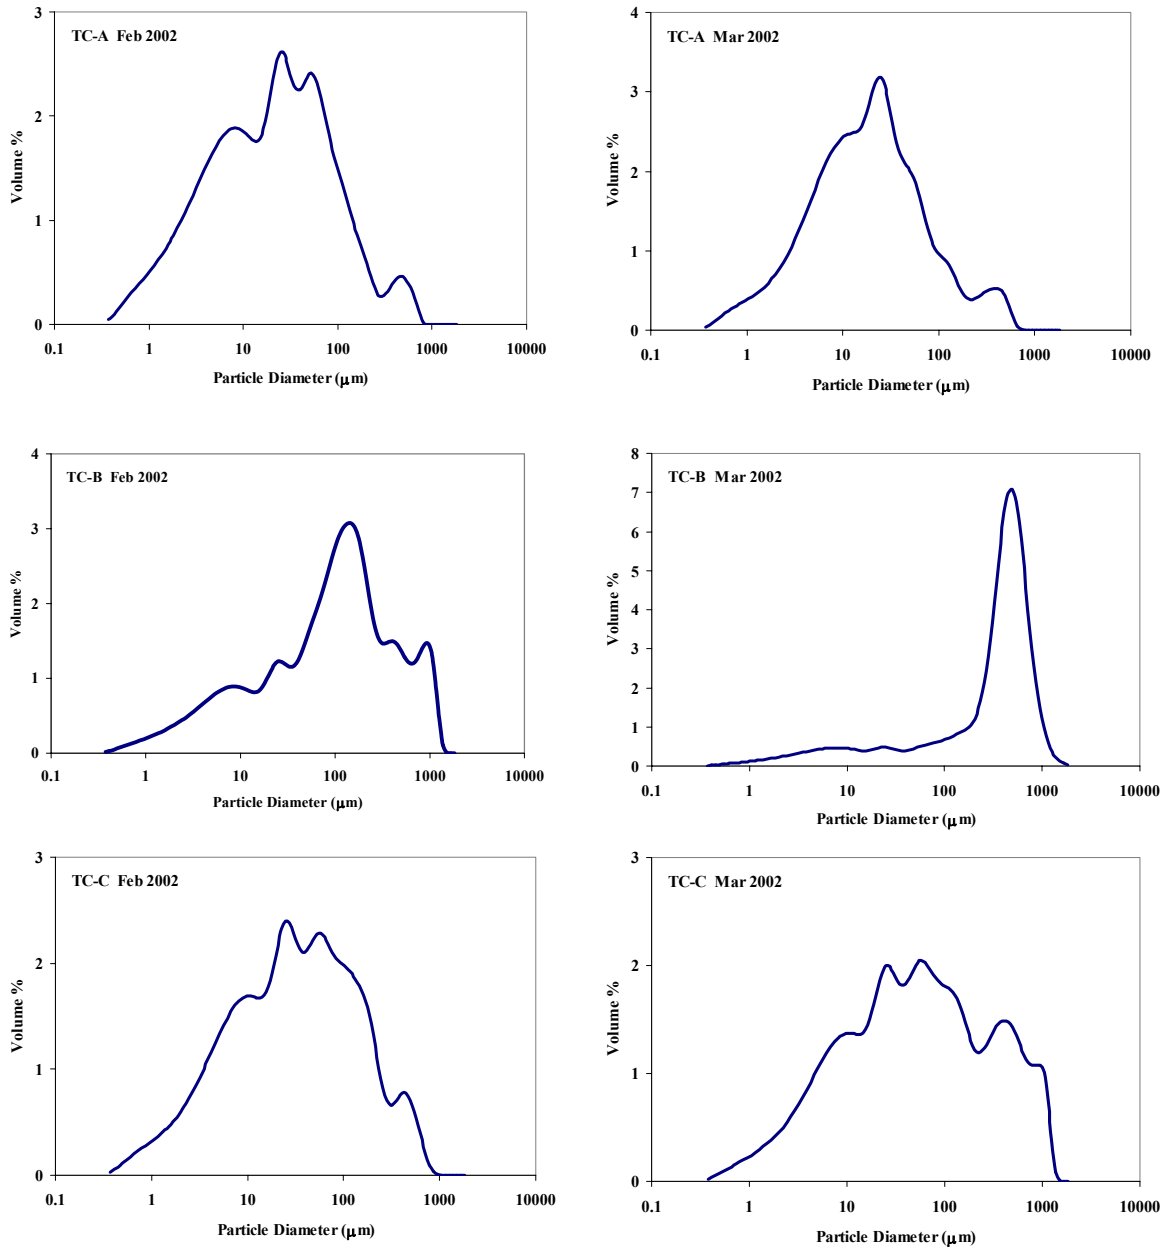 TC-A Feb 2002
3
2
1
0
0.1 1 10 100 1000 10000
Volume %
Particle Diameter (μm)
TC-A Mar 2002
4
3
2
1
0
0.1 1 10 100 1000 10000
Volume %
Particle Diameter (μm)
TC-B Feb 2002
4
3
2
1
0
0.1 1 10 100 1000 10000
Volume %
Particle Diameter (μm)
TC-B Mar 2002
8
7
6
5
4
3
2
1
0
0.1 1 10 100 1000 10000
Volume %
Particle Diameter (μm)
TC-C Feb 2002
3
2
1
0
0.1 1 10 100 1000 10000
Volume %
Particle Diameter (μm)
TC-C Mar 2002
3
2
1
0
0.1 1 10 100 1000 10000
Volume %
Particle Diameter (μm)